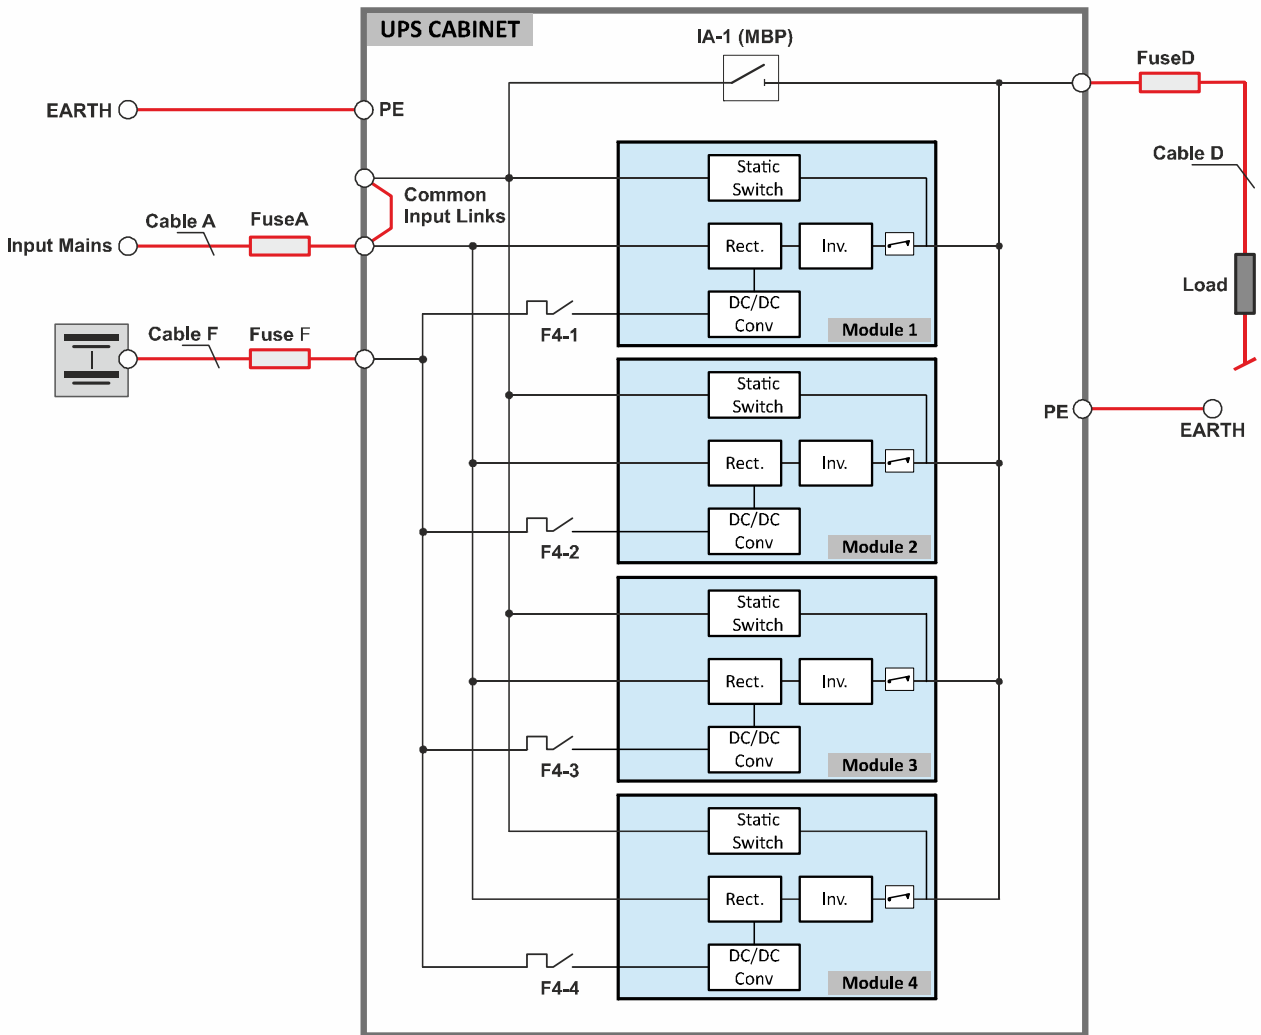 UPS CABINET
IA-1 (MBP)
FuseD
EARTH
PE
Cable D
Common
Input Links
Cable A
FuseA
Input Mains
Load
Cable F
Fuse F
PE
EARTH
Static
Switch
Rect.
Inv.
DC/DC
Conv
F4-1
Module 1
Static
Switch
Rect.
Inv.
DC/DC
Conv
F4-2
Module 2
Static
Switch
Rect.
Inv.
DC/DC
Conv
F4-3
Module 3
Static
Switch
Rect.
Inv.
DC/DC
Conv
F4-4
Module 4